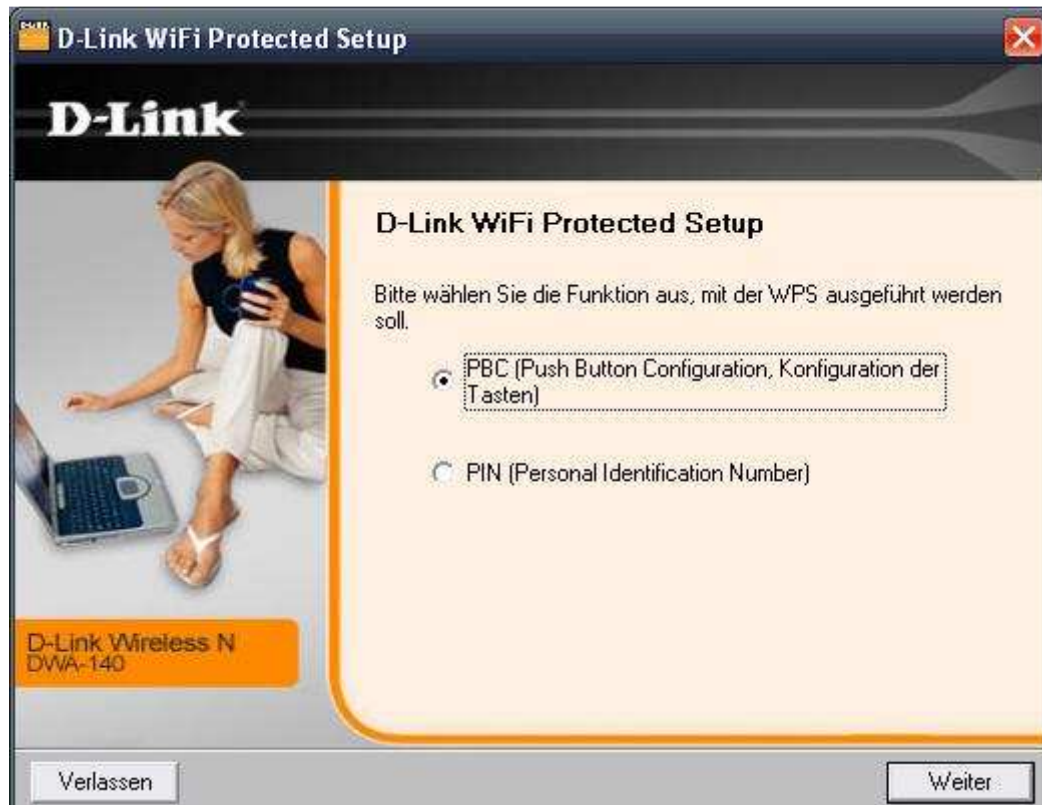 D-Link WiFi Protected Setup
D-Link
D-Link WiFi Protected Setup
Bitte wählen Sie die Funktion aus, mit der WPS ausgeführt werden
soll.
PBC (Push Button Configuration, Konfiguration der
Tasten)
PIN (Personal Identification Number)
D-Link Wireless N
DWA-140
Verlassen
Weiter